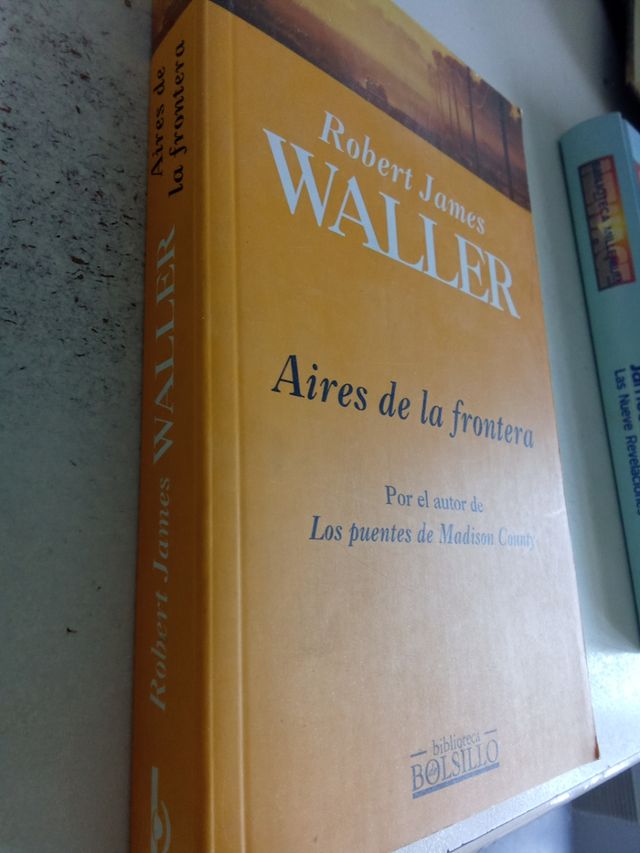 Robert James
WALLER
Aires de la frontera
Por el autor de
Los puentes de Madison County
biblioteca
de
BOLSILLO
Robert James WALLER
Aires de
la frontera
Las Nueve Revelaciones